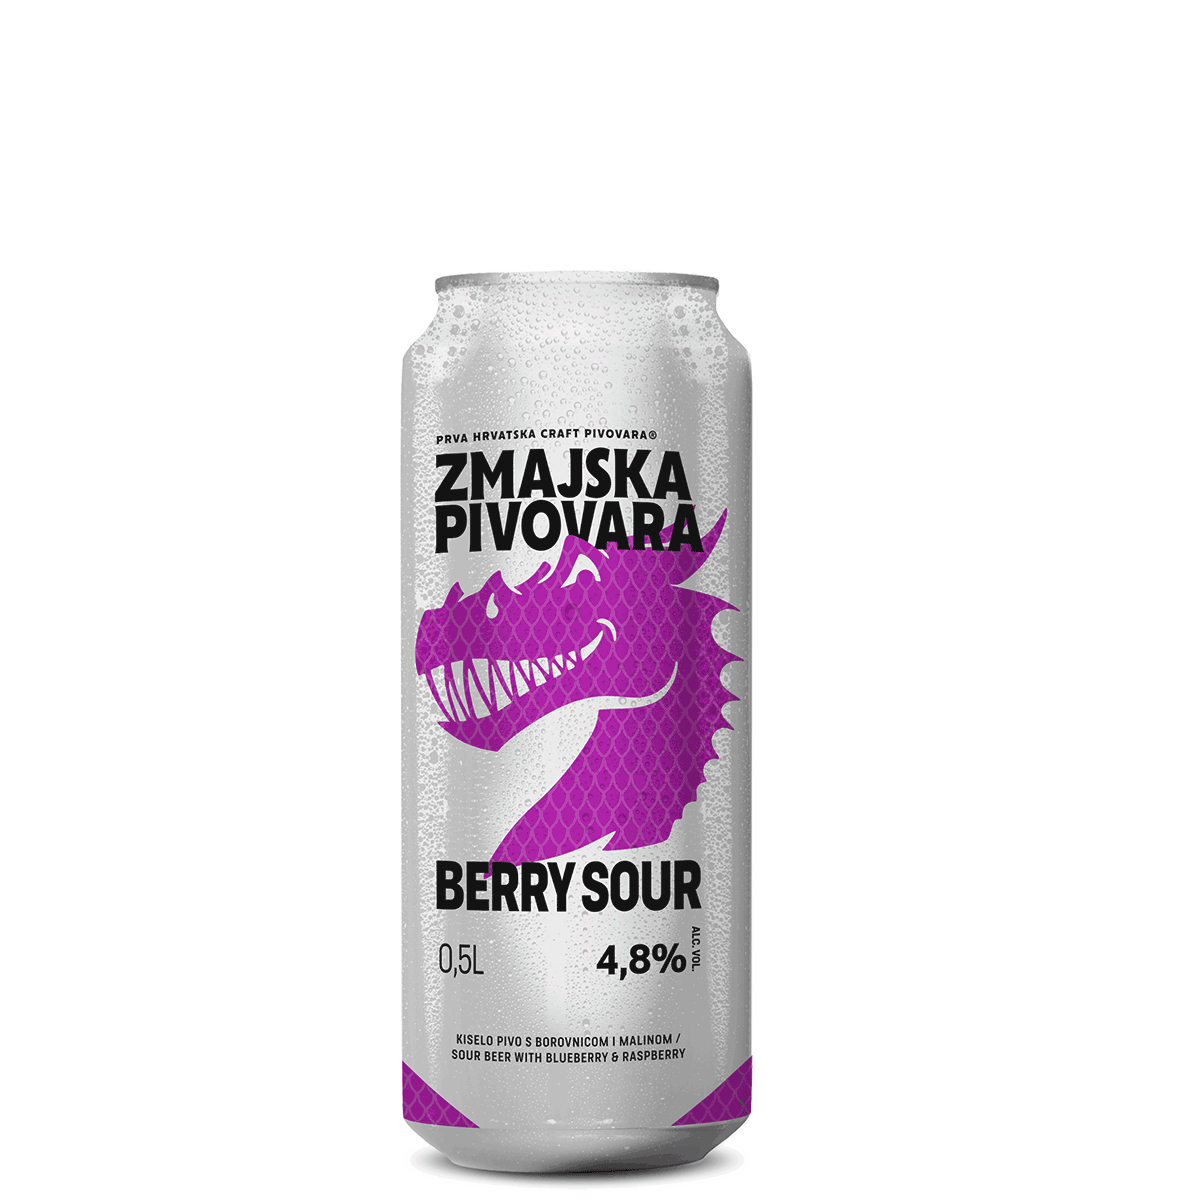 PRVA HRVATSKA CRAFT PIVOVARA®
ZMAJSKA
PIVOVARA
BERRY SOUR
0,5L 4,8% ALC. VOL.
KISELO PIVO S BOROVNICOM I MALINOM /
SOUR BEER WITH BLUEBERRY & RASPBERRY